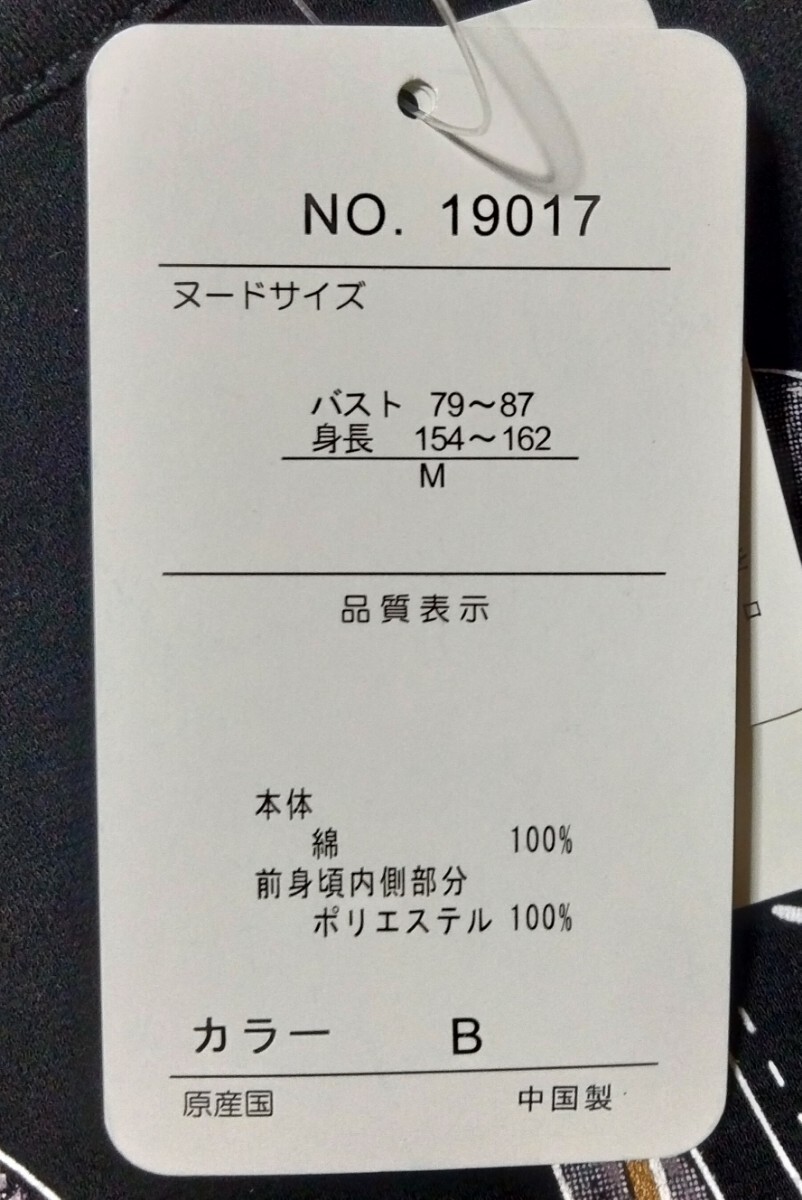 NO. 19017
ヌードサイズ
バスト 79～87
身長 154～162
M
品質表示
本体
綿 100%
前身頃内側部分
ポリエステル 100%
カラー B
原産国 中国製